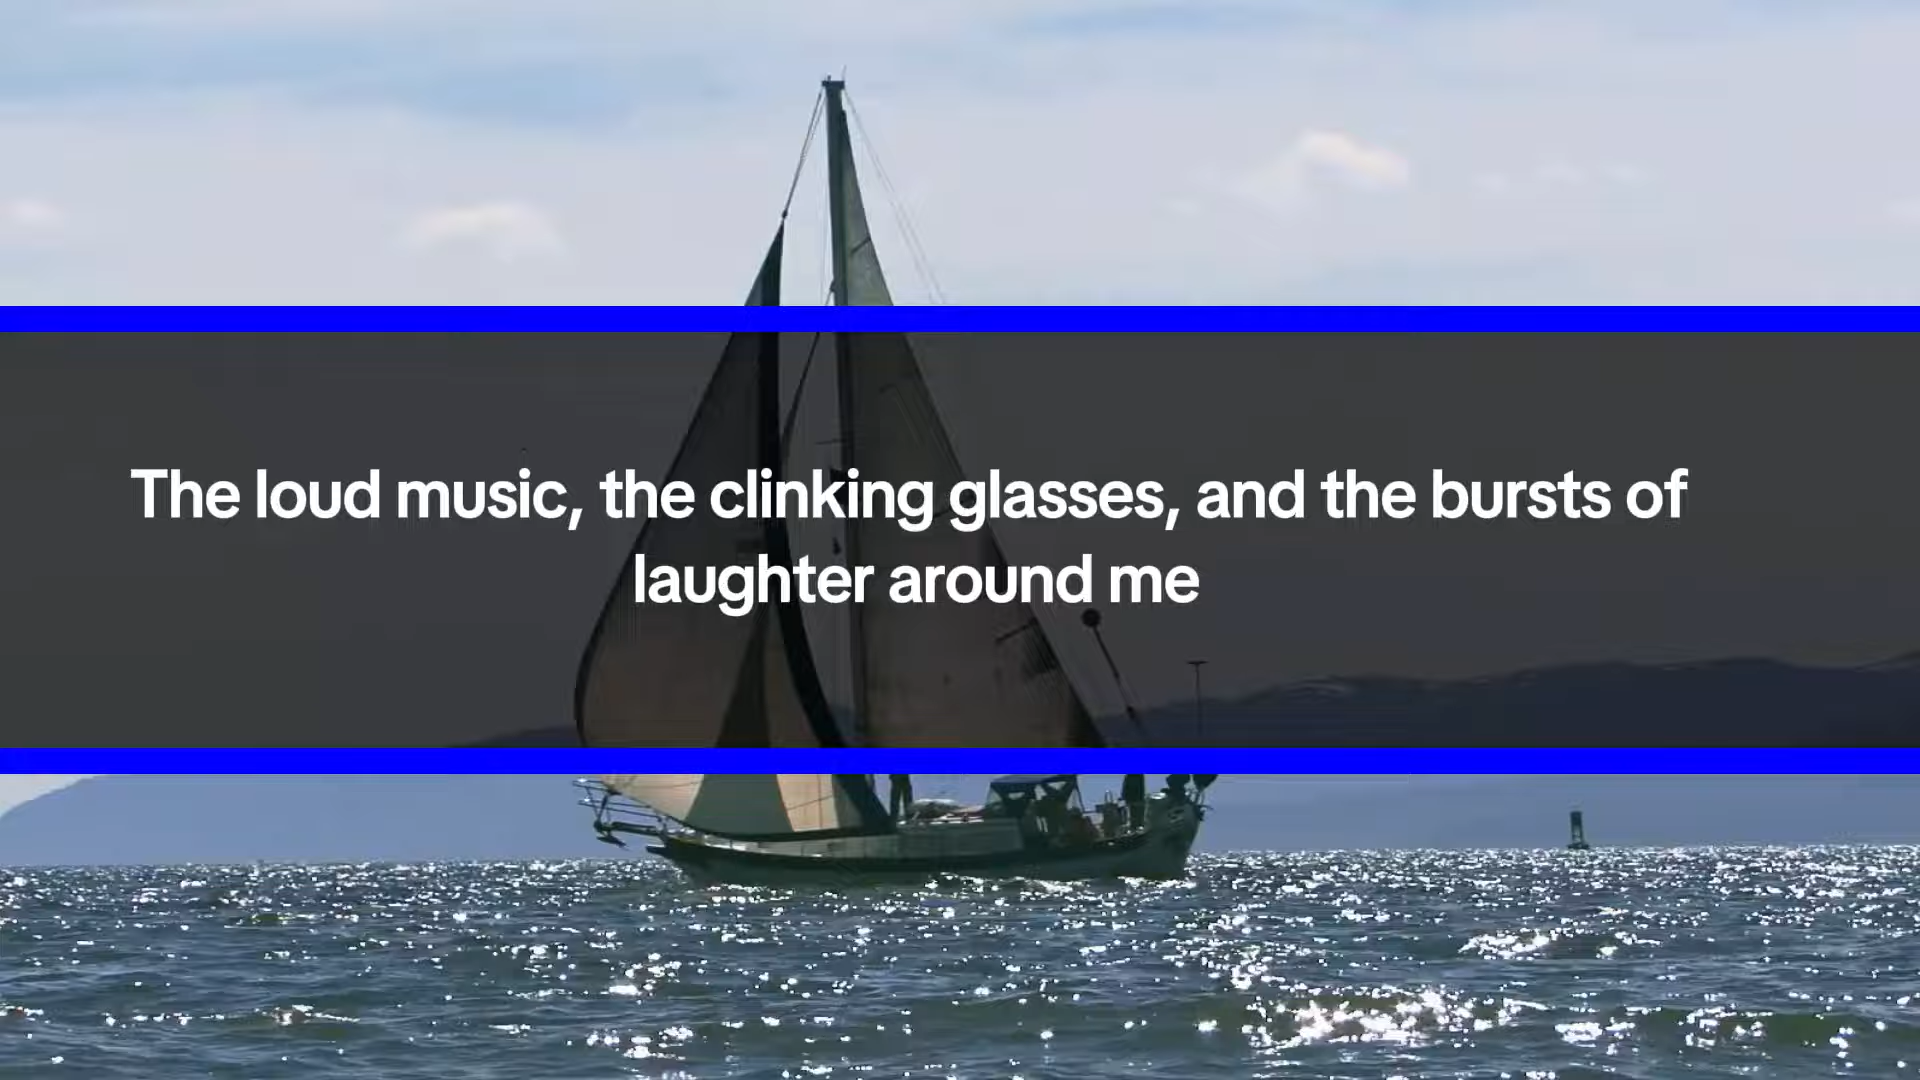 The loud music, the clinking glasses, and the bursts of
laughter around me